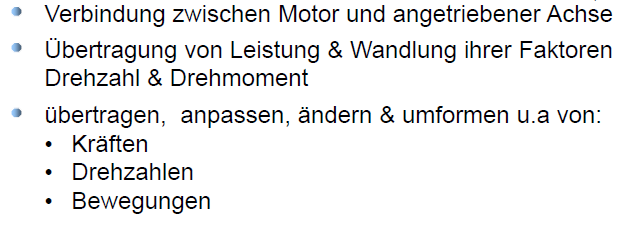 Verbindung zwischen Motor und angetriebener Achse
Übertragung von Leistung & Wandlung ihrer Faktoren
Drehzahl & Drehmoment
übertragen, anpassen, ändern & umformen u.a von:
• Kräften
• Drehzahlen
• Bewegungen